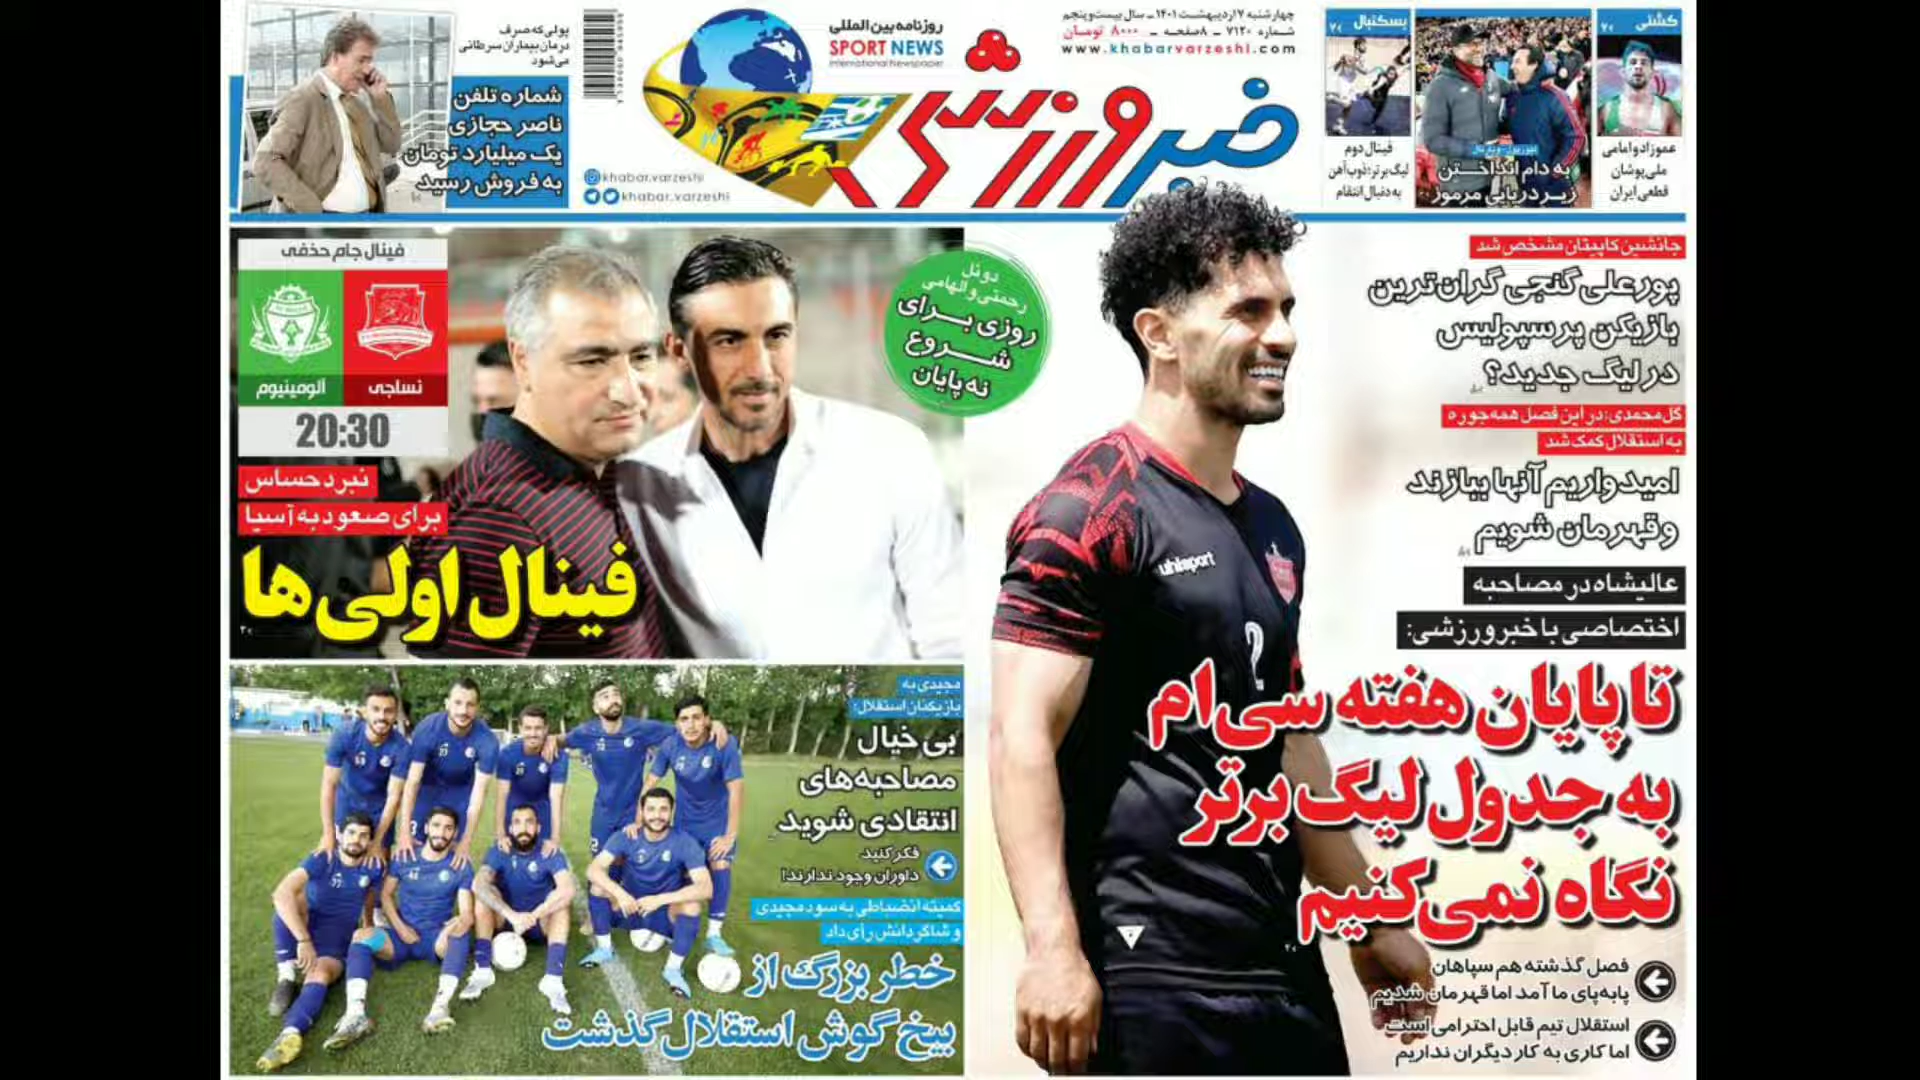 چهارشنبه ۷ اردیبهشت ۱۴۰۱ - سال بیست و پنجم
شماره ۷۱۲۰ - ۸ صفحه - ۸۰۰۰ تومان
www.khabarvarzeshi.com
خبرورزشی
روزنامه بین المللی
SPORT NEWS
International Newspaper
khabar.varzeshi
khabar.varzeshi
کشتی
عموزاد و امامی
ملی‌پوشان
قطعی ایران
به دام انداختن
زیردریایی مرموز
بسکتبال
فینال دوم
لیگ برتر؛ ذوب‌آهن
به دنبال انتقام
پولی که صرف
درمان بیماران سرطانی
می‌شود
شماره تلفن
ناصر حجازی
یک میلیارد تومان
به فروش رسید
جانشین کاپیتان مشخص شد
پورعلی گنجی گران‌ترین
بازیکن پرسپولیس
در لیگ جدید؟
گل‌محمدی: در این فصل همه جوره
به استقلال کمک شد
امیدواریم آنها ببازند
و قهرمان شویم
عالیشاه در مصاحبه
اختصاصی با خبرورزشی:
تا پایان هفته سی‌ام
به جدول لیگ برتر
نگاه نمی‌کنیم
فصل گذشته هم سپاهان
پابه‌پای ما آمد اما قهرمان شدیم
استقلال تیم قابل احترامی است
اما کاری به کار دیگران نداریم
uhlsport
2
دوئل
رحمتی و الهامی
روزی برای
شروع
نه پایان
فینال جام حذفی
نساجی
آلومینیوم
20:30
نبرد حساس
برای صعود به آسیا
فینال اولی‌ها
مجیدی به
بازیکنان استقلال:
بی خیال
مصاحبه‌های
انتقادی شوید
فکر کنید
داوران وجود ندارند!
کمیته انضباطی به سود مجیدی
و شاگردانش رأی داد
خطر بزرگ از
بیخ گوش استقلال گذشت